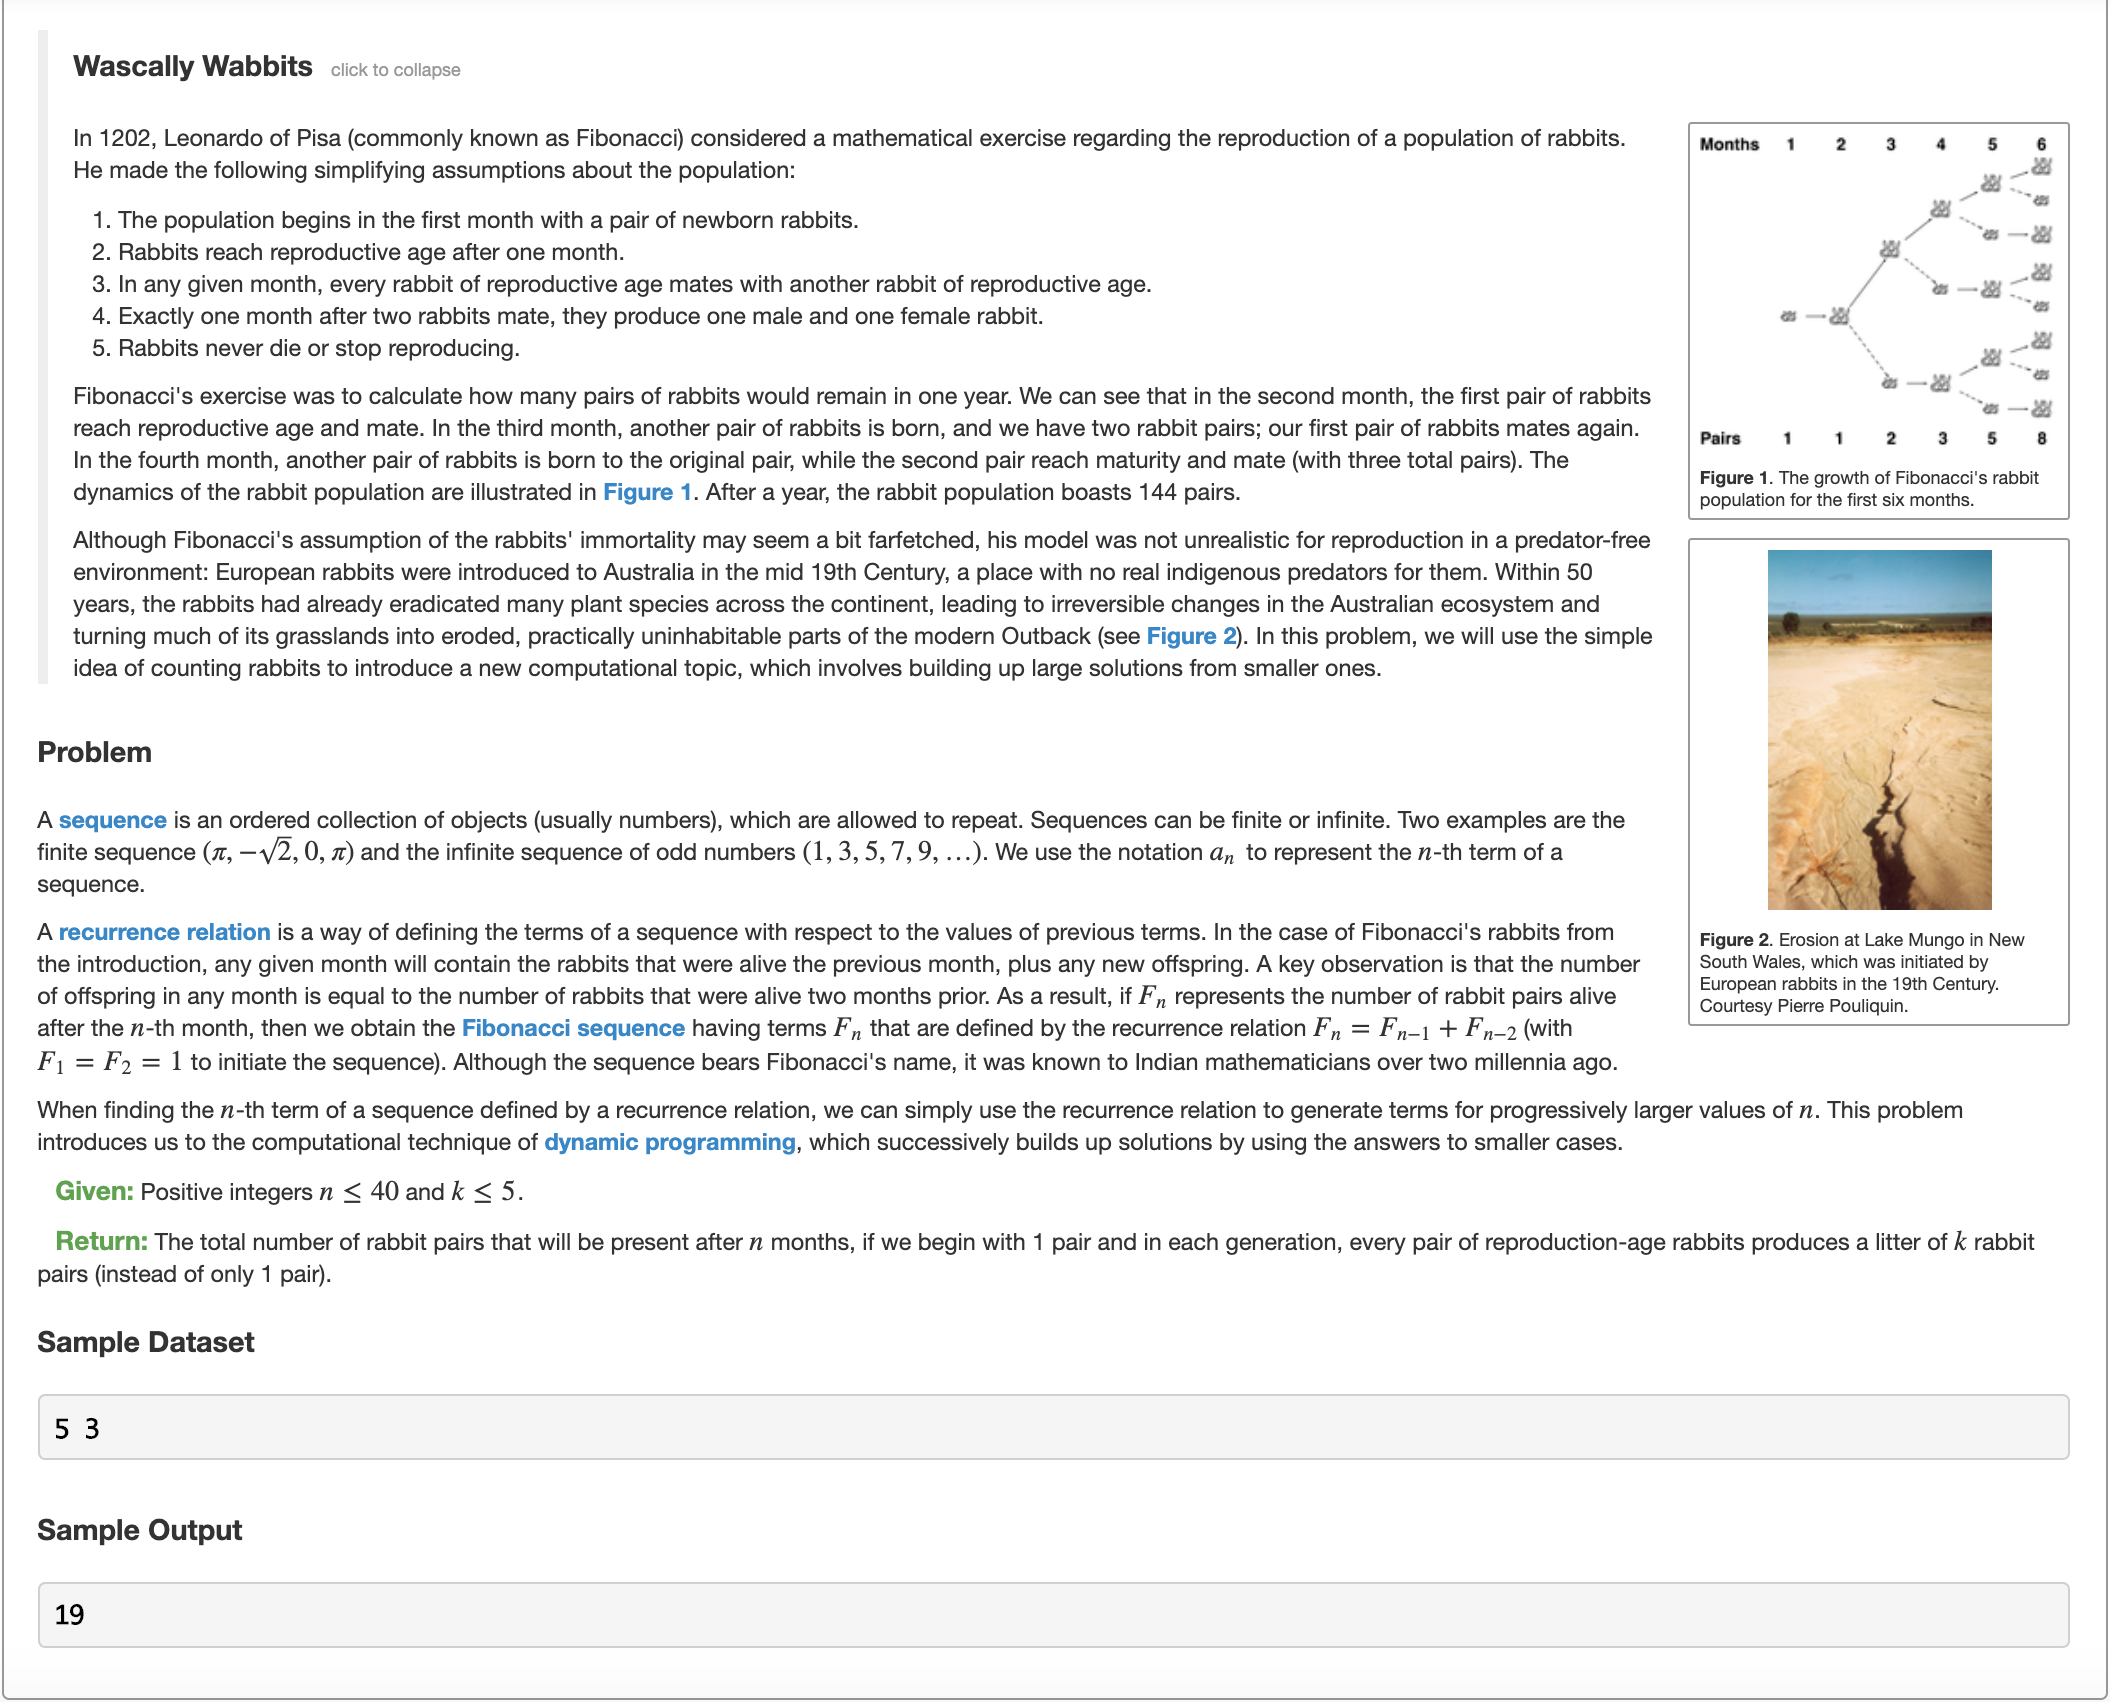 Wascally Wabbits click to collapse
In 1202, Leonardo of Pisa (commonly known as Fibonacci) considered a mathematical exercise regarding the reproduction of a population of rabbits.
He made the following simplifying assumptions about the population:
1. The population begins in the first month with a pair of newborn rabbits.
2. Rabbits reach reproductive age after one month.
3. In any given month, every rabbit of reproductive age mates with another rabbit of reproductive age.
4. Exactly one month after two rabbits mate, they produce one male and one female rabbit.
5. Rabbits never die or stop reproducing.
Fibonacci's exercise was to calculate how many pairs of rabbits would remain in one year. We can see that in the second month, the first pair of rabbits
reach reproductive age and mate. In the third month, another pair of rabbits is born, and we have two rabbit pairs; our first pair of rabbits mates again.
In the fourth month, another pair of rabbits is born to the original pair, while the second pair reach maturity and mate (with three total pairs). The
dynamics of the rabbit population are illustrated in Figure 1. After a year, the rabbit population boasts 144 pairs.
Although Fibonacci's assumption of the rabbits' immortality may seem a bit farfetched, his model was not unrealistic for reproduction in a predator-free
environment: European rabbits were introduced to Australia in the mid 19th Century, a place with no real indigenous predators for them. Within 50
years, the rabbits had already eradicated many plant species across the continent, leading to irreversible changes in the Australian ecosystem and
turning much of its grasslands into eroded, practically uninhabitable parts of the modern Outback (see Figure 2). In this problem, we will use the simple
idea of counting rabbits to introduce a new computational topic, which involves building up large solutions from smaller ones.
Months 1 2 3 4 5 6
Pairs 1 1 2 3 5 8
Figure 1. The growth of Fibonacci's rabbit
population for the first six months.
Figure 2. Erosion at Lake Mungo in New
South Wales, which was initiated by
European rabbits in the 19th Century.
Courtesy Pierre Pouliquin.
Problem
A sequence is an ordered collection of objects (usually numbers), which are allowed to repeat. Sequences can be finite or infinite. Two examples are the
finite sequence (π, −√2, 0, π) and the infinite sequence of odd numbers (1, 3, 5, 7, 9, …). We use the notation aₙ to represent the n-th term of a
sequence.
A recurrence relation is a way of defining the terms of a sequence with respect to the values of previous terms. In the case of Fibonacci's rabbits from
the introduction, any given month will contain the rabbits that were alive the previous month, plus any new offspring. A key observation is that the number
of offspring in any month is equal to the number of rabbits that were alive two months prior. As a result, if Fₙ represents the number of rabbit pairs alive
after the n-th month, then we obtain the Fibonacci sequence having terms Fₙ that are defined by the recurrence relation Fₙ = Fₙ₋₁ + Fₙ₋₂ (with
F₁ = F₂ = 1 to initiate the sequence). Although the sequence bears Fibonacci's name, it was known to Indian mathematicians over two millennia ago.
When finding the n-th term of a sequence defined by a recurrence relation, we can simply use the recurrence relation to generate terms for progressively larger values of n. This problem
introduces us to the computational technique of dynamic programming, which successively builds up solutions by using the answers to smaller cases.
Given: Positive integers n ≤ 40 and k ≤ 5.
Return: The total number of rabbit pairs that will be present after n months, if we begin with 1 pair and in each generation, every pair of reproduction-age rabbits produces a litter of k rabbit
pairs (instead of only 1 pair).
Sample Dataset
5 3
Sample Output
19